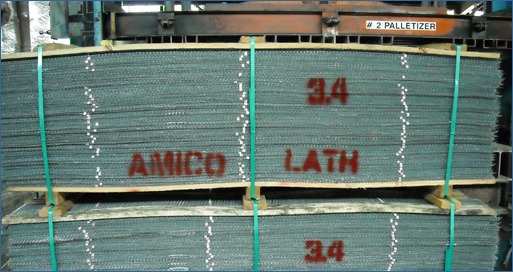 # 2 PALLETIZER
3.4
AMICO LATH
3.4